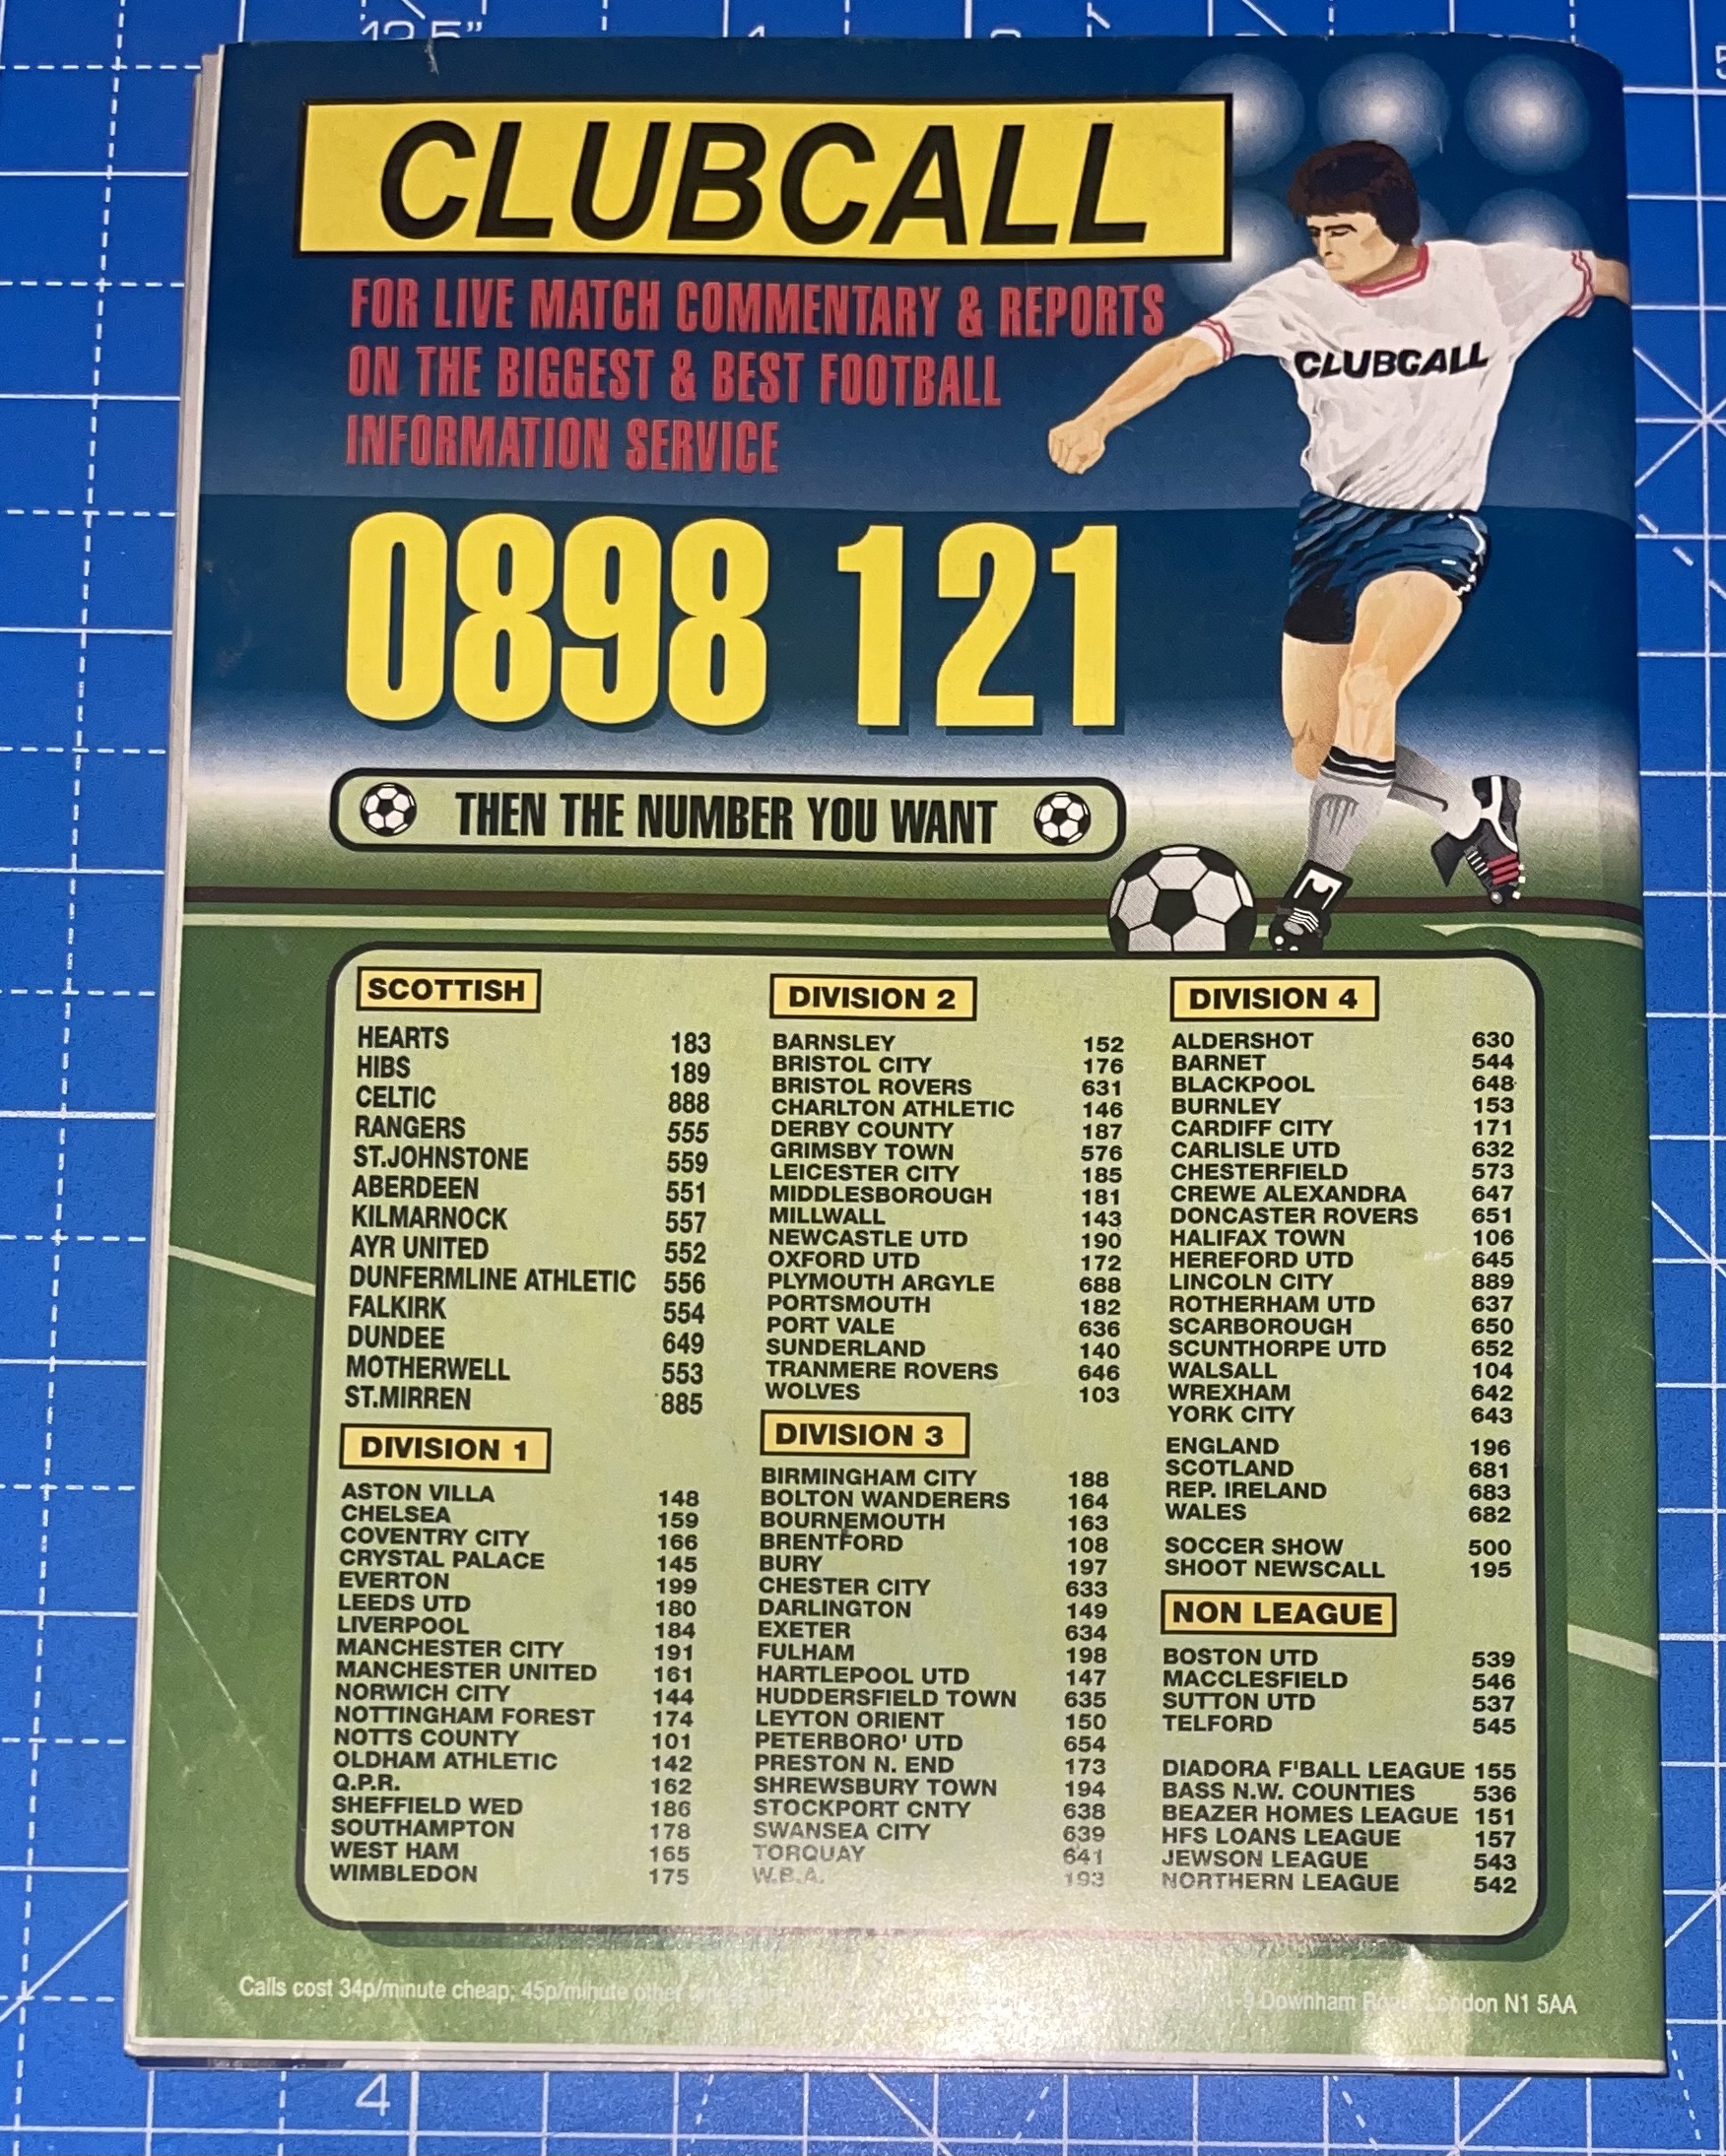 12.5"
CLUBCALL
FOR LIVE MATCH COMMENTARY & REPORTS
ON THE BIGGEST & BEST FOOTBALL
INFORMATION SERVICE
CLUBCALL
0898 121
THEN THE NUMBER YOU WANT
SCOTTISH
HEARTS 183
HIBS 189
CELTIC 888
RANGERS 555
ST.JOHNSTONE 559
ABERDEEN 551
KILMARNOCK 557
AYR UNITED 552
DUNFERMLINE ATHLETIC 556
FALKIRK 554
DUNDEE 649
MOTHERWELL 553
ST.MIRREN 885
DIVISION 1
ASTON VILLA 148
CHELSEA 159
COVENTRY CITY 166
CRYSTAL PALACE 145
EVERTON 199
LEEDS UTD 180
LIVERPOOL 184
MANCHESTER CITY 191
MANCHESTER UNITED 161
NORWICH CITY 144
NOTTINGHAM FOREST 174
NOTTS COUNTY 101
OLDHAM ATHLETIC 142
Q.P.R. 162
SHEFFIELD WED 186
SOUTHAMPTON 178
WEST HAM 165
WIMBLEDON 175
DIVISION 2
BARNSLEY 152
BRISTOL CITY 176
BRISTOL ROVERS 631
CHARLTON ATHLETIC 146
DERBY COUNTY 187
GRIMSBY TOWN 576
LEICESTER CITY 185
MIDDLESBOROUGH 181
MILLWALL 143
NEWCASTLE UTD 190
OXFORD UTD 172
PLYMOUTH ARGYLE 688
PORTSMOUTH 182
PORT VALE 636
SUNDERLAND 140
TRANMERE ROVERS 646
WOLVES 103
DIVISION 3
BIRMINGHAM CITY 188
BOLTON WANDERERS 164
BOURNEMOUTH 163
BRENTFORD 108
BURY 197
CHESTER CITY 633
DARLINGTON 149
EXETER 634
FULHAM 198
HARTLEPOOL UTD 147
HUDDERSFIELD TOWN 635
LEYTON ORIENT 150
PETERBORO' UTD 654
PRESTON N. END 173
SHREWSBURY TOWN 194
STOCKPORT CNTY 638
SWANSEA CITY 639
TORQUAY 641
W.B.A. 193
DIVISION 4
ALDERSHOT 630
BARNET 544
BLACKPOOL 648
BURNLEY 153
CARDIFF CITY 171
CARLISLE UTD 632
CHESTERFIELD 573
CREWE ALEXANDRA 647
DONCASTER ROVERS 651
HALIFAX TOWN 106
HEREFORD UTD 645
LINCOLN CITY 889
ROTHERHAM UTD 637
SCARBOROUGH 650
SCUNTHORPE UTD 652
WALSALL 104
WREXHAM 642
YORK CITY 643
ENGLAND 196
SCOTLAND 681
REP. IRELAND 683
WALES 682
SOCCER SHOW 500
SHOOT NEWSCALL 195
NON LEAGUE
BOSTON UTD 539
MACCLESFIELD 546
SUTTON UTD 537
TELFORD 545
DIADORA F'BALL LEAGUE 155
BASS N.W. COUNTIES 536
BEAZER HOMES LEAGUE 151
HFS LOANS LEAGUE 157
JEWSON LEAGUE 543
NORTHERN LEAGUE 542
Calls cost 34p/minute cheap; 45p/minute other
Downham Road, London N1 5AA
4